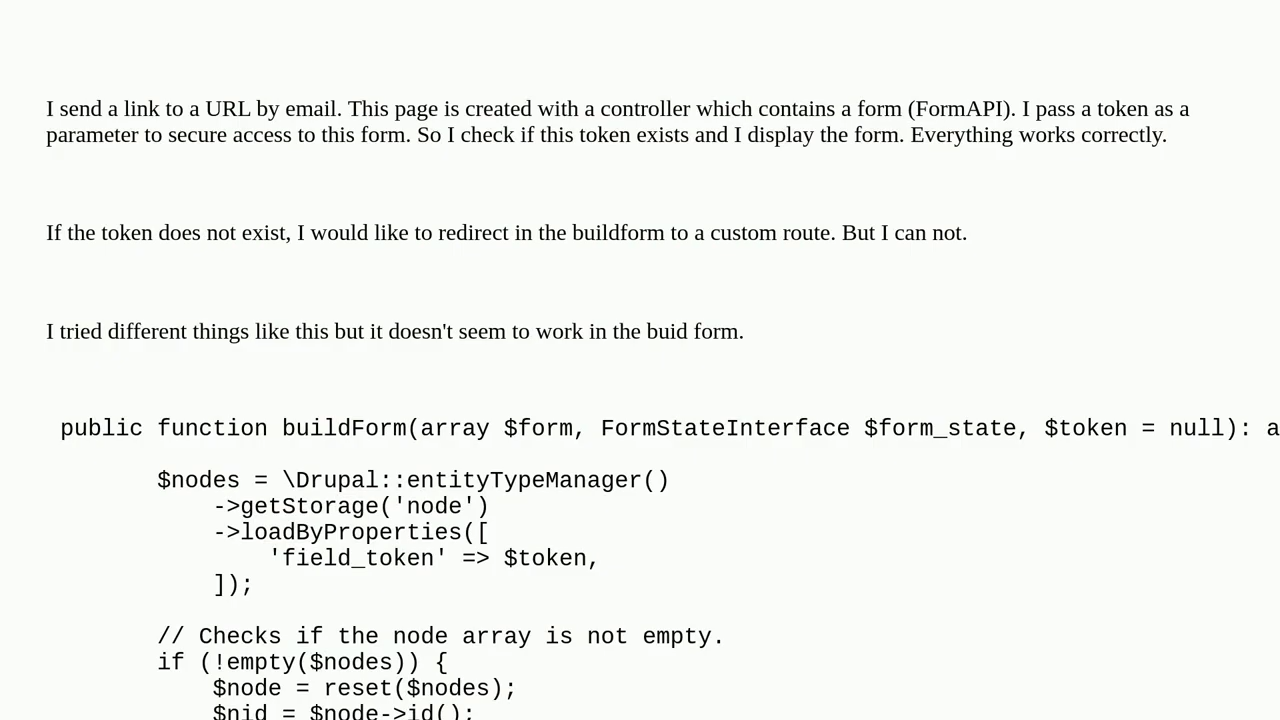 I send a link to a URL by email. This page is created with a controller which contains a form (FormAPI). I pass a token as a
parameter to secure access to this form. So I check if this token exists and I display the form. Everything works correctly.
If the token does not exist, I would like to redirect in the buildform to a custom route. But I can not.
I tried different things like this but it doesn't seem to work in the buid form.
public function buildForm(array $form, FormStateInterface $form_state, $token = null): a
$nodes = \Drupal::entityTypeManager()
->getStorage('node')
->loadByProperties([
'field_token' => $token,
]);
// Checks if the node array is not empty.
if (!empty($nodes)) {
$node = reset($nodes);
$nid = $node->id();